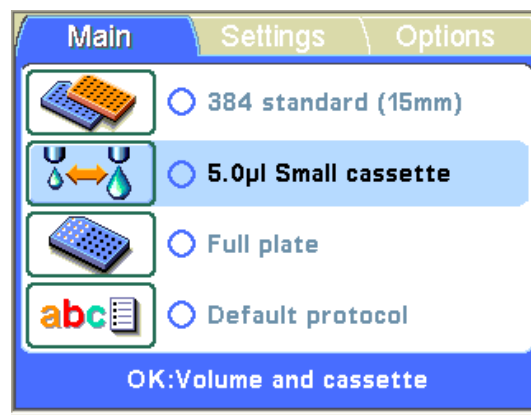 Main Settings Options
384 standard (15mm)
5.0µl Small cassette
Full plate
abc Default protocol
OK:Volume and cassette